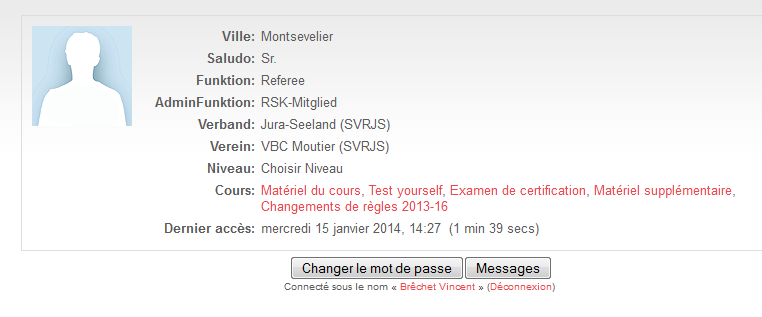 Ville: Montsevelier
Saludo: Sr.
Funktion: Referee
AdminFunktion: RSK-Mitglied
Verband: Jura-Seeland (SVRJS)
Verein: VBC Moutier (SVRJS)
Niveau: Choisir Niveau
Cours: Matériel du cours, Test yourself, Examen de certification, Matériel supplémentaire,
Changements de règles 2013-16
Dernier accès: mercredi 15 janvier 2014, 14:27 (1 min 39 secs)
Changer le mot de passe Messages
Connecté sous le nom « Brêchet Vincent » (Déconnexion)